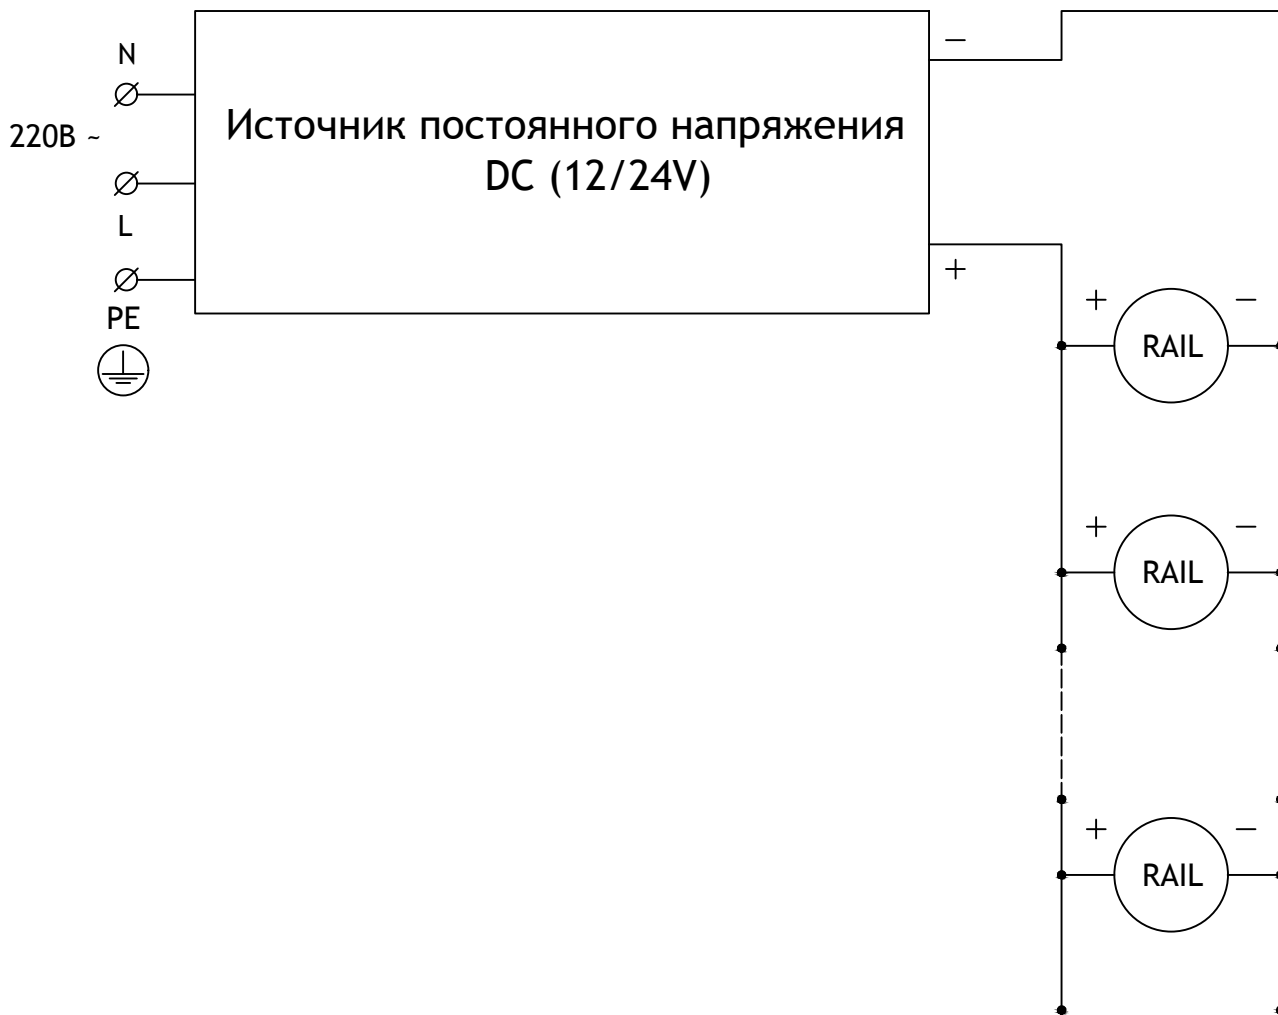 N
220В ~
Источник постоянного напряжения
DC (12/24V)
L
PE
−
+
+ RAIL −
+ RAIL −
+ RAIL −